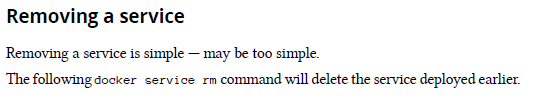 Removing a service
Removing a service is simple — may be too simple.
The following docker service rm command will delete the service deployed earlier.